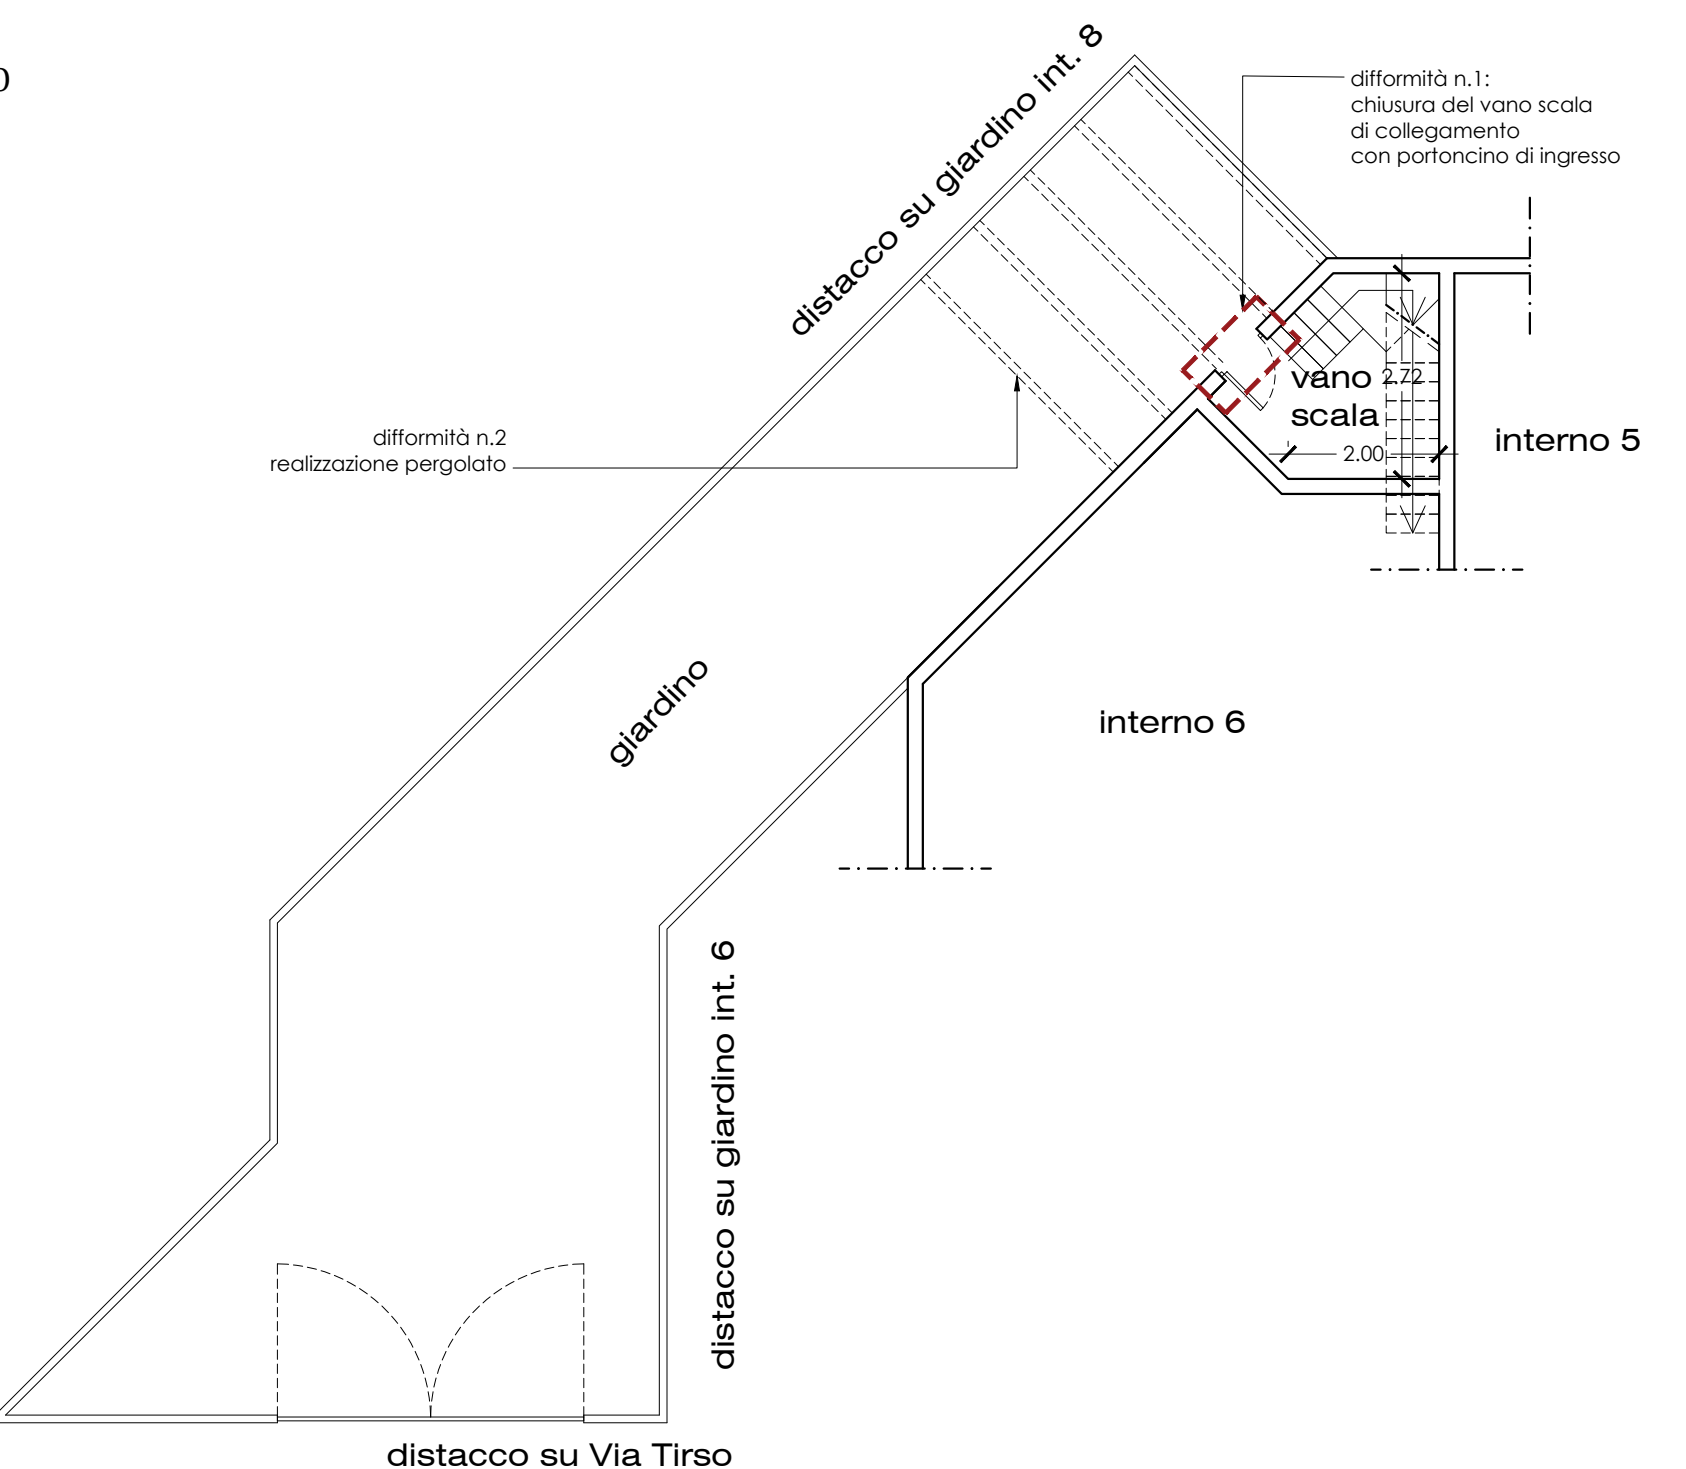 0
distacco su giardino int. 8
difformità n.1:
chiusura del vano scala
di collegamento
con portoncino di ingresso
vano
scala
2.72
2.00
interno 5
difformità n.2
realizzazione pergolato
giardino
interno 6
distacco su giardino int. 6
distacco su Via Tirso